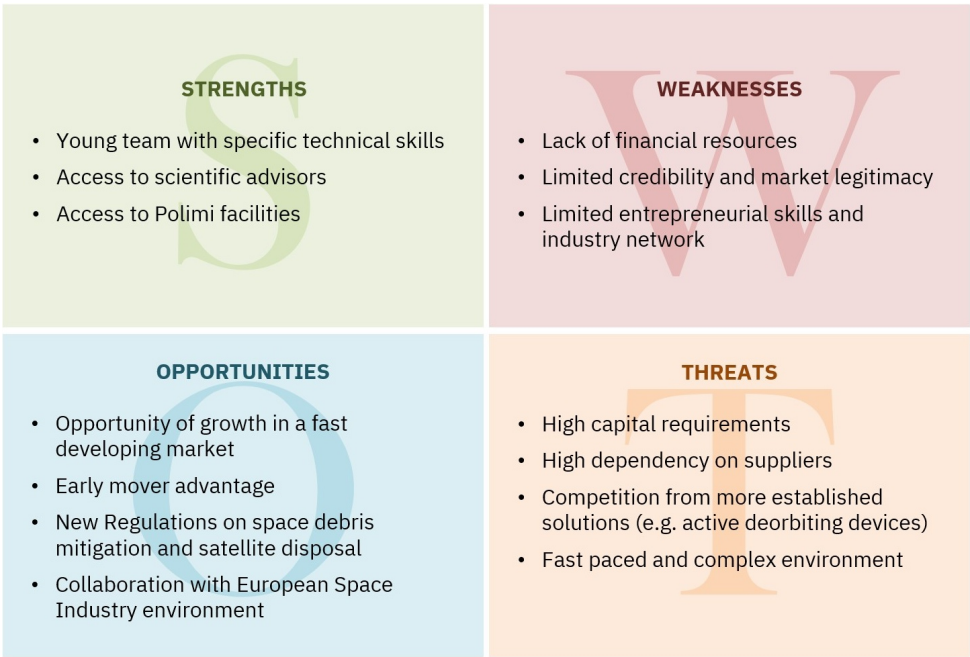 STRENGTHS
• Young team with specific technical skills
• Access to scientific advisors
• Access to Polimi facilities
S
WEAKNESSES
• Lack of financial resources
• Limited credibility and market legitimacy
• Limited entrepreneurial skills and
industry network
W
OPPORTUNITIES
• Opportunity of growth in a fast
developing market
• Early mover advantage
• New Regulations on space debris
mitigation and satellite disposal
• Collaboration with European Space
Industry environment
O
THREATS
• High capital requirements
• High dependency on suppliers
• Competition from more established
solutions (e.g. active deorbiting devices)
• Fast paced and complex environment
T